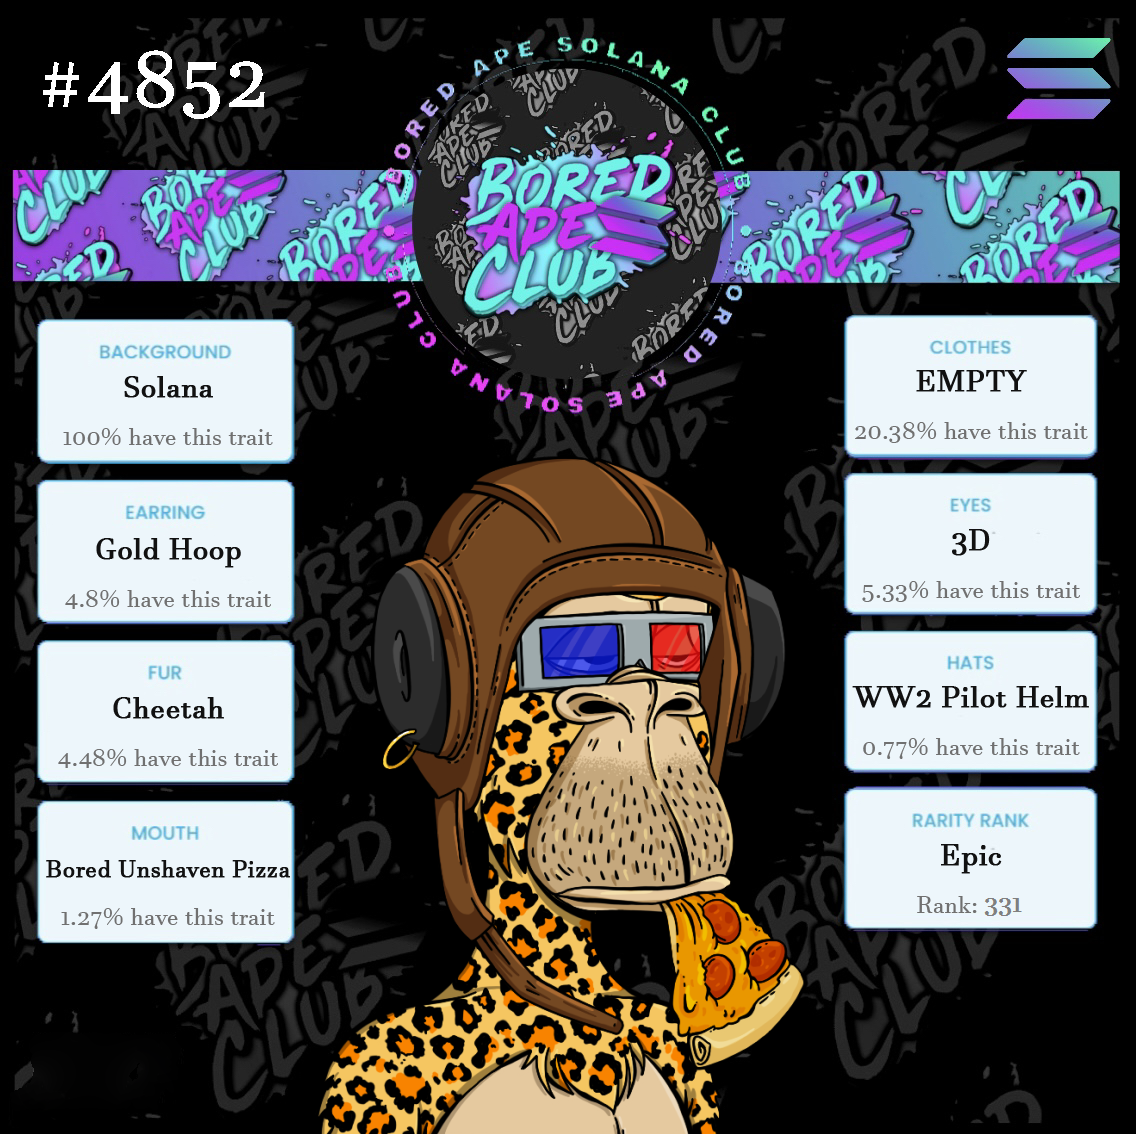 #4852
BORED APE SOLANA CLUB
BORED
APE
CLUB
BORED APE SOLANA CLUB
BACKGROUND
Solana
100% have this trait
EARRING
Gold Hoop
4.8% have this trait
FUR
Cheetah
4.48% have this trait
MOUTH
Bored Unshaven Pizza
1.27% have this trait
CLOTHES
EMPTY
20.38% have this trait
EYES
3D
5.33% have this trait
HATS
WW2 Pilot Helm
0.77% have this trait
RARITY RANK
Epic
Rank: 331